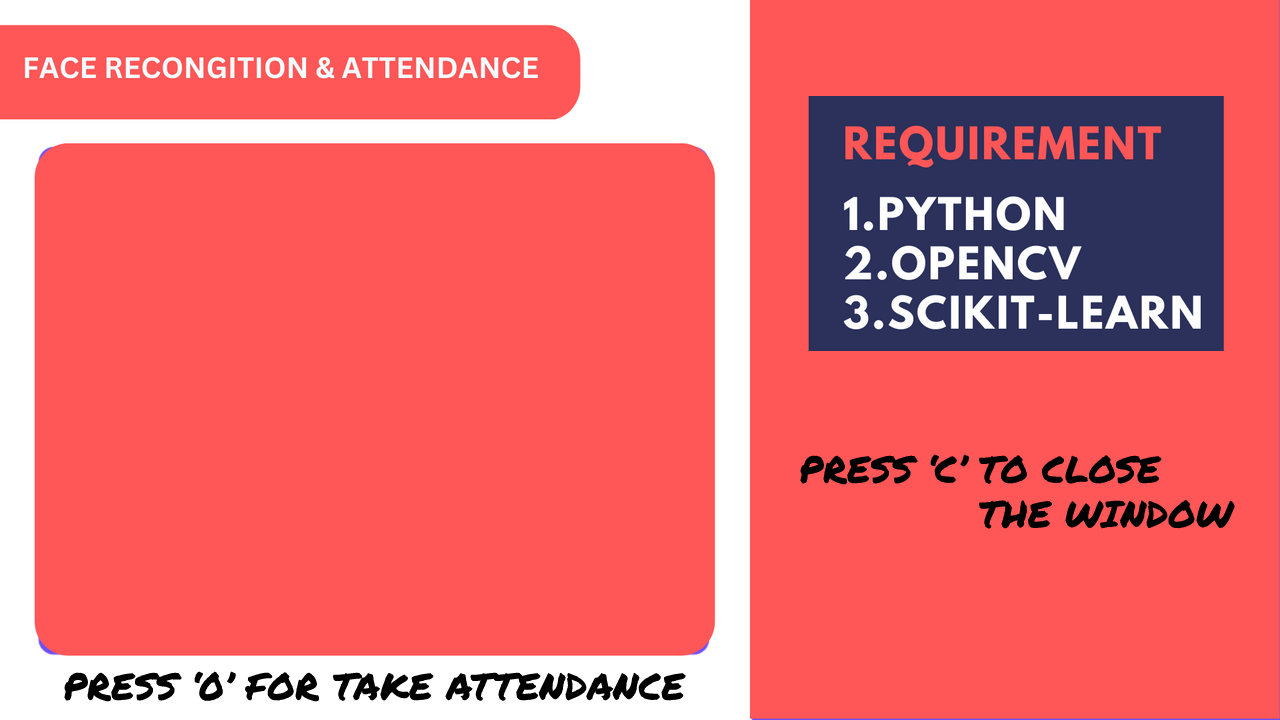 FACE RECONGITION & ATTENDANCE
REQUIREMENT
1.PYTHON
2.OPENCV
3.SCIKIT-LEARN
PRESS 'C' TO CLOSE
THE WINDOW
PRESS 'O' FOR TAKE ATTENDANCE